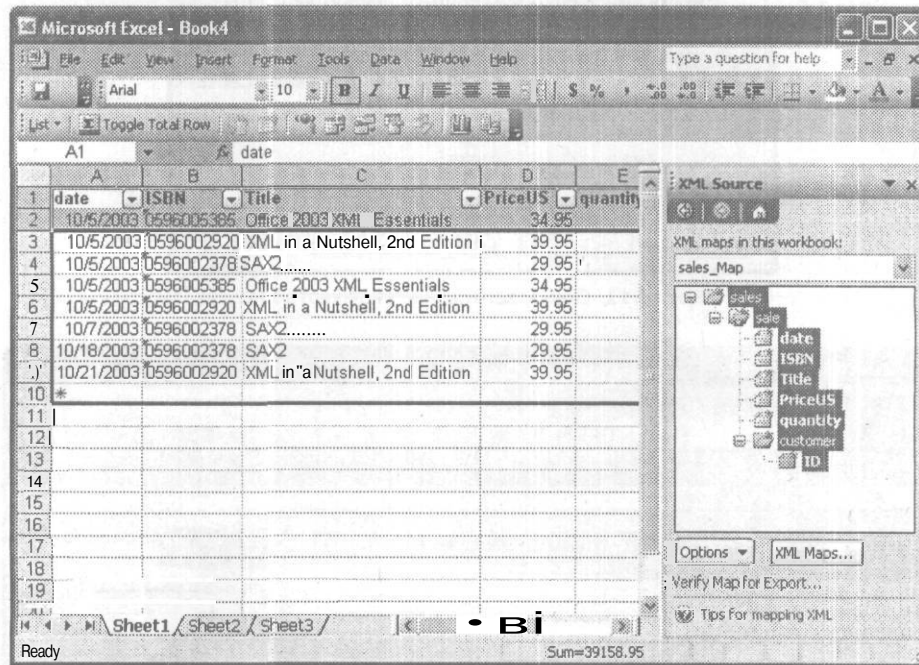 Microsoft Excel - Book4
File Edit View Insert Format Tools Data Window Help Type a question for help
Arial 10 B I U $ % ,
List Toggle Total Row
A1 fx date
A B C D E
1 date ISBN Title PriceUS quantity
2 10/5/2003 0596005385 Office 2003 XML Essentials 34.95
3 10/5/2003 0596002920 XML in a Nutshell, 2nd Edition i 39.95
4 10/5/2003 0596002378 SAX2....... 29.95 '
5 10/5/2003 0596005385 Office 2003 XML Essentials 34.95
6 10/5/2003 0596002920 XML in a Nutshell, 2nd Edition 39.95
7 10/7/2003 0596002378 SAX2........ 29.95
8 10/18/2003 0596002378 SAX2 29.95
',)' 10/21/2003 0596002920 XML in"a Nutshell, 2nd Edition 39.95
10 *
11
12
13
14
15
16
17
18
19
Sheet1 Sheet2 Sheet3 • Bi
Ready Sum=39158.95
XML Source
XML maps in this workbook:
sales_Map
sales
sale
date
ISBN
Title
PriceUS
quantity
customer
ID
Options XML Maps...
Verify Map for Export...
Tips for mapping XML